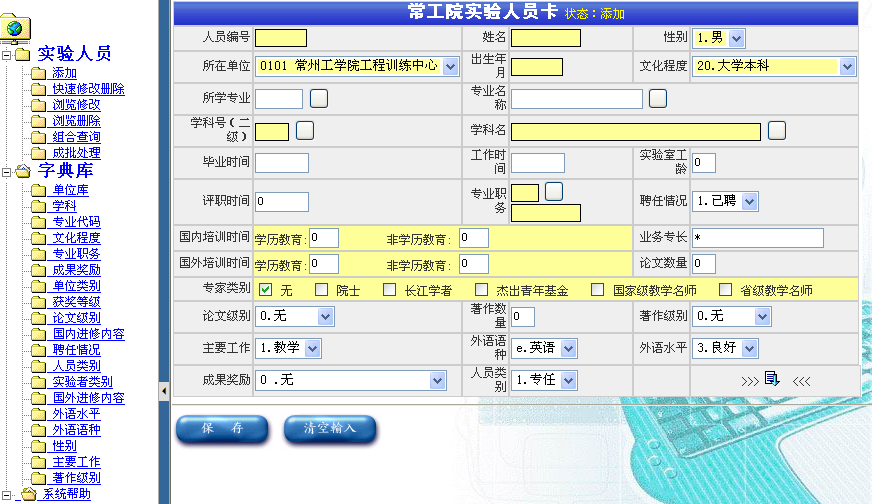 常工院实验人员卡 状态：添加
实验人员
添加
快速修改删除
浏览修改
浏览删除
组合查询
成批处理
字典库
单位库
学科
专业代码
文化程度
专业职务
成果奖励
单位类别
获奖等级
论文级别
国内进修内容
聘任情况
人员类别
实验者类别
国外进修内容
外语水平
外语语种
性别
主要工作
著作级别
系统帮助
人员编号 姓名 性别 1.男
所在单位 0101 常州工学院工程训练中心 出生年月 文化程度 20.大学本科
所学专业 专业名称
学科号（二级） 学科名
毕业时间 工作时间 实验室工龄 0
评职时间 0 专业职务 聘任情况 1.已聘
国内培训时间 学历教育: 0 非学历教育: 0 业务专长 *
国外培训时间 学历教育: 0 非学历教育: 0 论文数量 0
专家类别 无 院士 长江学者 杰出青年基金 国家级教学名师 省级教学名师
论文级别 0.无 著作数量 0 著作级别 0.无
主要工作 1.教学 外语语种 e.英语 外语水平 3.良好
成果奖励 0 .无 人员类别 1.专任 >>> <<<
保 存 清空输入